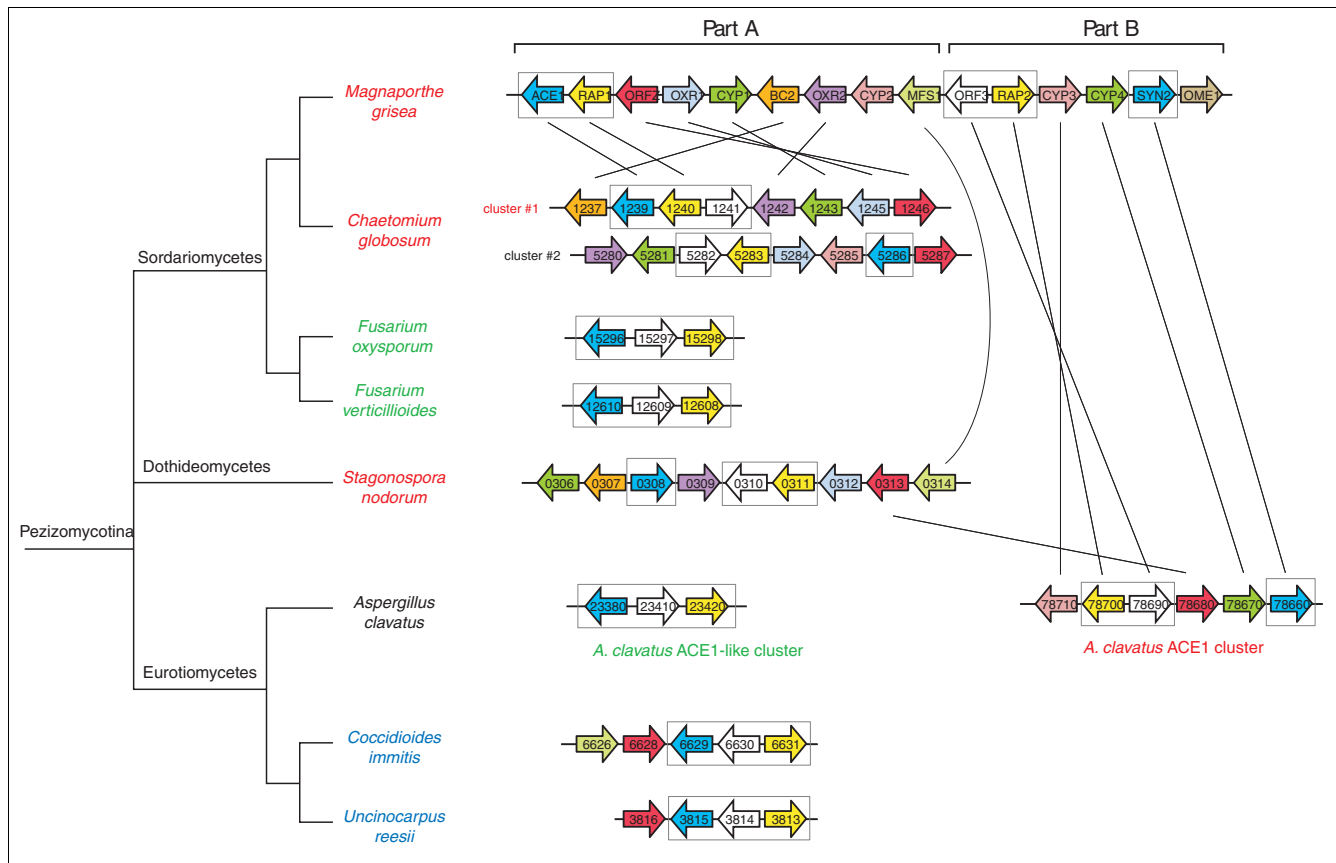 Part A Part B
Magnaporthe
grisea
ACE1 RAP1 ORFZ OXR1 CYP1 BC2 OXR2 CYP2 MFS1 ORF3 RAP2 CYP3 CYP4 SYN2 OME1
Chaetomium
globosum
cluster #1 1237 1239 1240 1241 1242 1243 1245 1246
cluster #2 5280 5281 5282 5283 5284 5285 5286 5287
Sordariomycetes
Fusarium
oxysporum
15296 15297 15298
Fusarium
verticillioides
12610 12609 12608
Dothideomycetes
Stagonospora
nodorum
0306 0307 0308 0309 0310 0311 0312 0313 0314
Pezizomycotina
Aspergillus
clavatus
23380 23410 23420
78710 78700 78690 78680 78670 78660
A. clavatus ACE1-like cluster
A. clavatus ACE1 cluster
Eurotiomycetes
Coccidioides
immitis
6626 6628 6629 6630 6631
Uncinocarpus
reesii
3816 3815 3814 3813